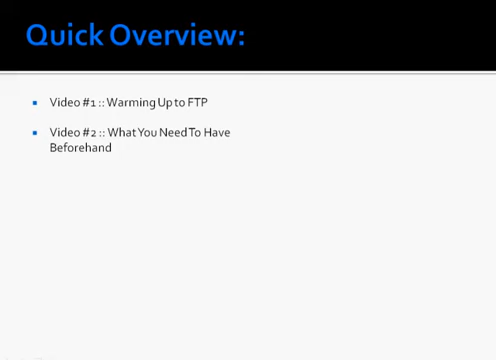 Quick Overview:
Video #1 :: Warming Up to FTP
Video #2 :: What You Need To Have
Beforehand